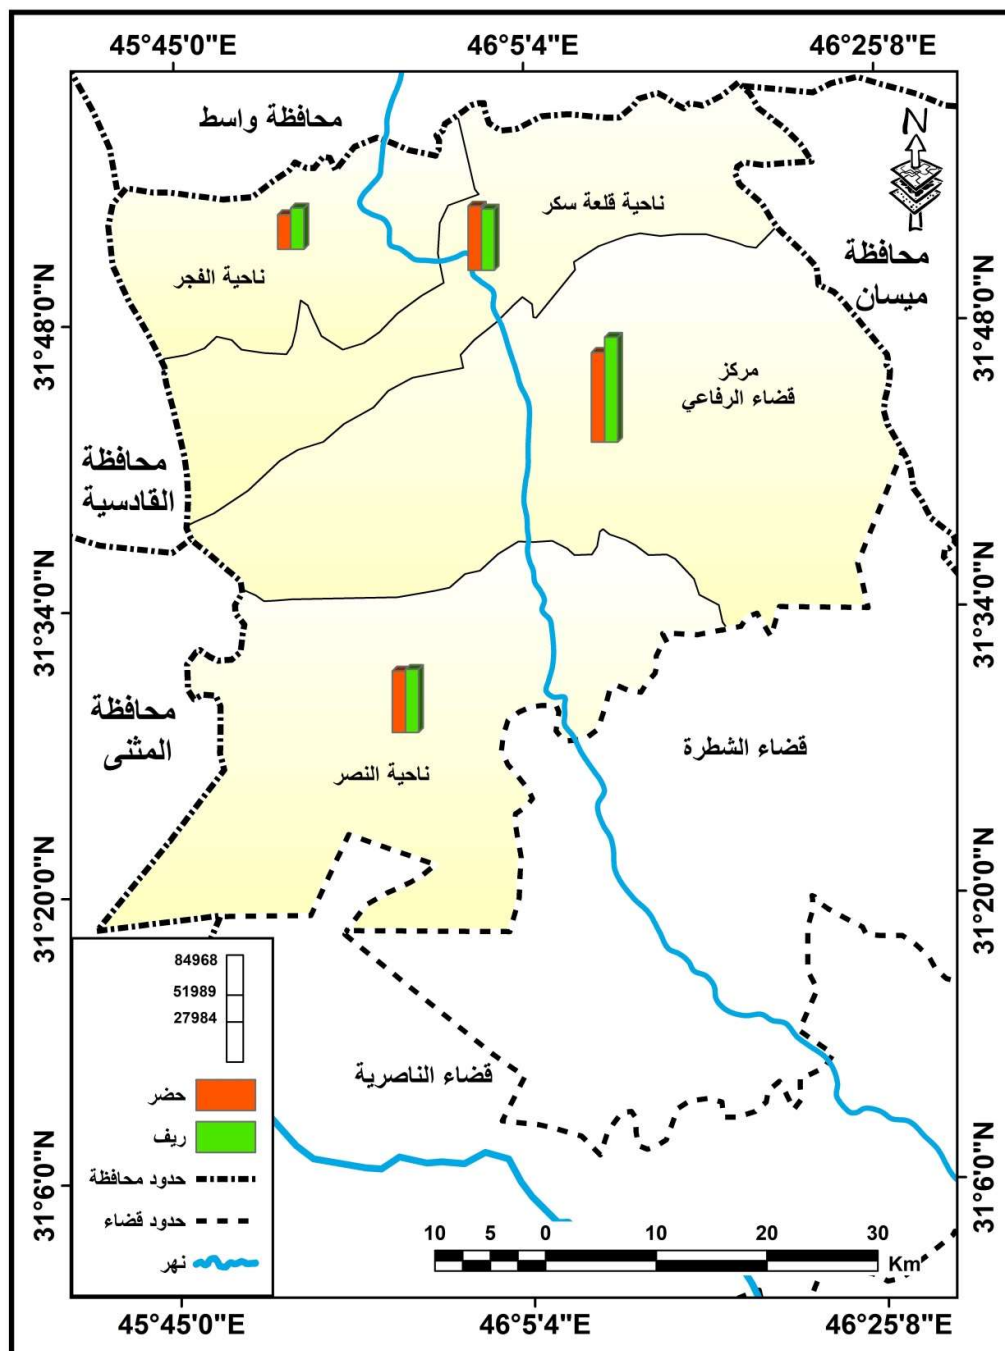 45°45'0"E
46°5'4"E
46°25'8"E
محافظة واسط
N
ناحية قلعة سكر
محافظة
ميسان
ناحية الفجر
31°48'0"N
31°48'0"N
مركز
قضاء الرفاعي
محافظة
القادسية
31°34'0"N
31°34'0"N
محافظة
المثنى
قضاء الشطرة
ناحية النصر
31°20'0"N
31°20'0"N
84968
51989
27984
قضاء الناصرية
حضر
ريف
حدود محافظة
حدود قضاء
نهر
31°6'0"N
31°6'0"N
10 5 0 10 20 30
Km
45°45'0"E
46°5'4"E
46°25'8"E